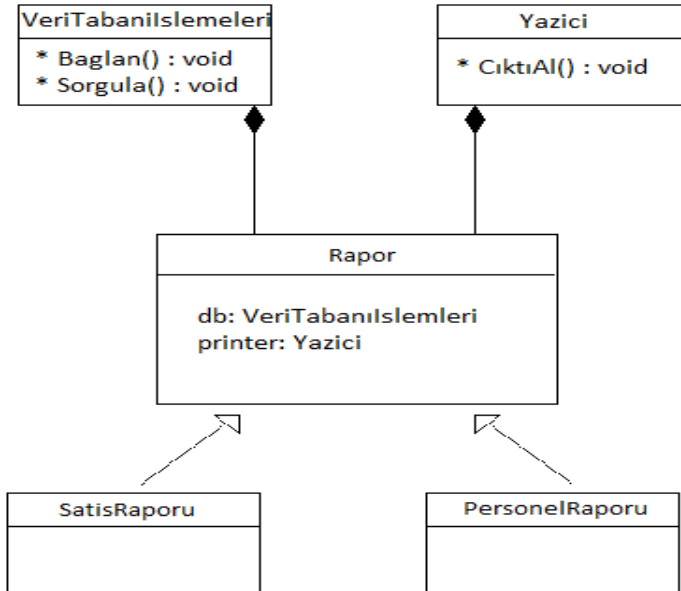 VeriTabaniIslemeleri
* Baglan() : void
* Sorgula() : void
Yazici
* CıktıAl() : void
Rapor
db: VeriTabanıIslemleri
printer: Yazici
SatisRaporu
PersonelRaporu